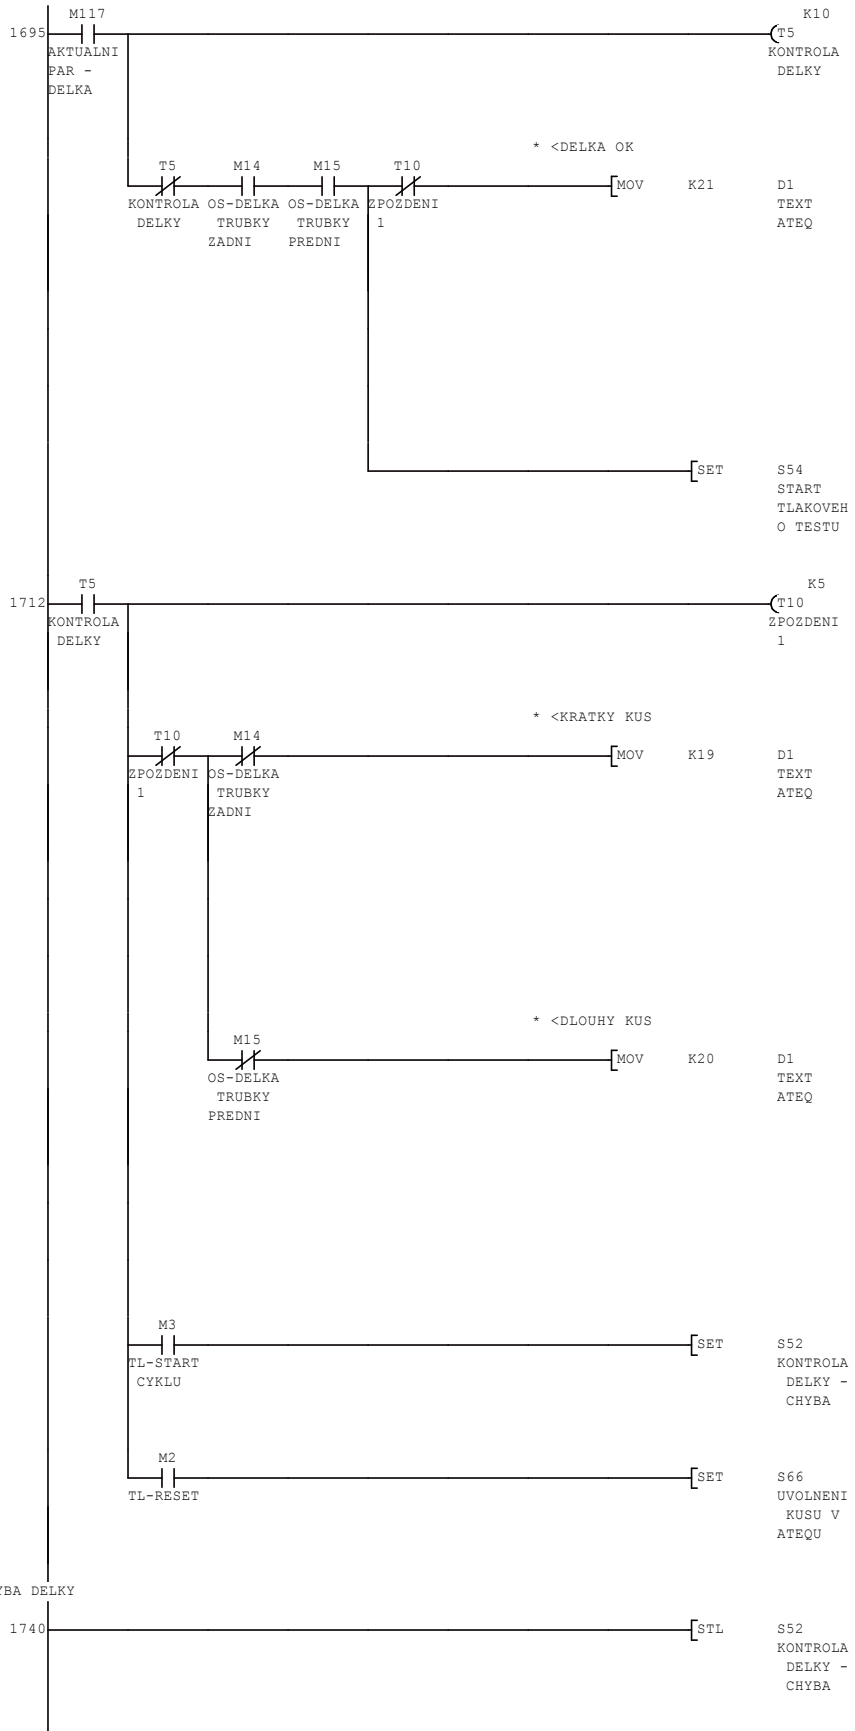 M117 K10
1695 T5
AKTUALNI KONTROLA
PAR - DELKY
DELKA
* <DELKA OK
T5 M14 M15 T10
MOV K21 D1
KONTROLA OS-DELKA OS-DELKA ZPOZDENI TEXT
DELKY TRUBKY TRUBKY 1 ATEQ
ZADNI PREDNI
SET S54
START
TLAKOVEH
O TESTU
T5 K5
1712 T10
KONTROLA ZPOZDENI
DELKY 1
* <KRATKY KUS
T10 M14
MOV K19 D1
ZPOZDENI OS-DELKA TEXT
1 TRUBKY ATEQ
ZADNI
* <DLOUHY KUS
M15
MOV K20 D1
OS-DELKA TEXT
TRUBKY ATEQ
PREDNI
M3
SET S52
TL-START KONTROLA
CYKLU DELKY -
CHYBA
M2
SET S66
TL-RESET UVOLNENI
KUSU V
ATEQU
YBA DELKY
1740 STL S52
KONTROLA
DELKY -
CHYBA